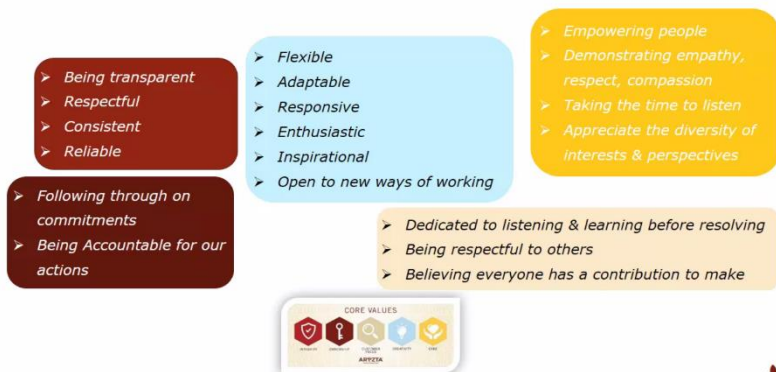 ➤ Being transparent
➤ Respectful
➤ Consistent
➤ Reliable
➤ Flexible
➤ Adaptable
➤ Responsive
➤ Enthusiastic
➤ Inspirational
➤ Open to new ways of working
➤ Empowering people
➤ Demonstrating empathy,
respect, compassion
➤ Taking the time to listen
➤ Appreciate the diversity of
interests & perspectives
➤ Following through on
commitments
➤ Being Accountable for our
actions
➤ Dedicated to listening & learning before resolving
➤ Being respectful to others
➤ Believing everyone has a contribution to make
CORE VALUES
ARYZTA